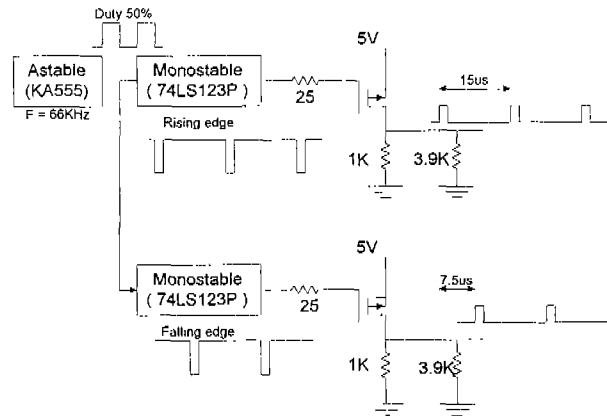 Duty 50%
Astable
(KA555)
F = 66KHz
Monostable
( 74LS123P )
25
5V
15us
Rising edge
1K
3.9K
5V
Monostable
( 74LS123P )
25
7.5us
Falling edge
1K
3.9K